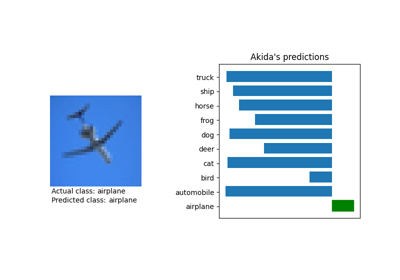 Akida's predictions
truck
ship
horse
frog
dog
deer
cat
bird
automobile
airplane
Actual class: airplane
Predicted class: airplane